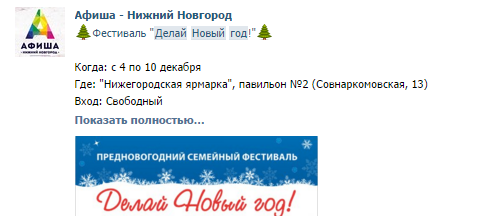 АФИША
НИЖНИЙ НОВГОРОД
Афиша - Нижний Новгород
Фестиваль "Делай Новый год!"
Когда: с 4 по 10 декабря
Где: "Нижегородская ярмарка", павильон №2 (Совнаркомовская, 13)
Вход: Свободный
Показать полностью...
ПРЕДНОВОГОДНИЙ СЕМЕЙНЫЙ ФЕСТИВАЛЬ
Делай Новый год!